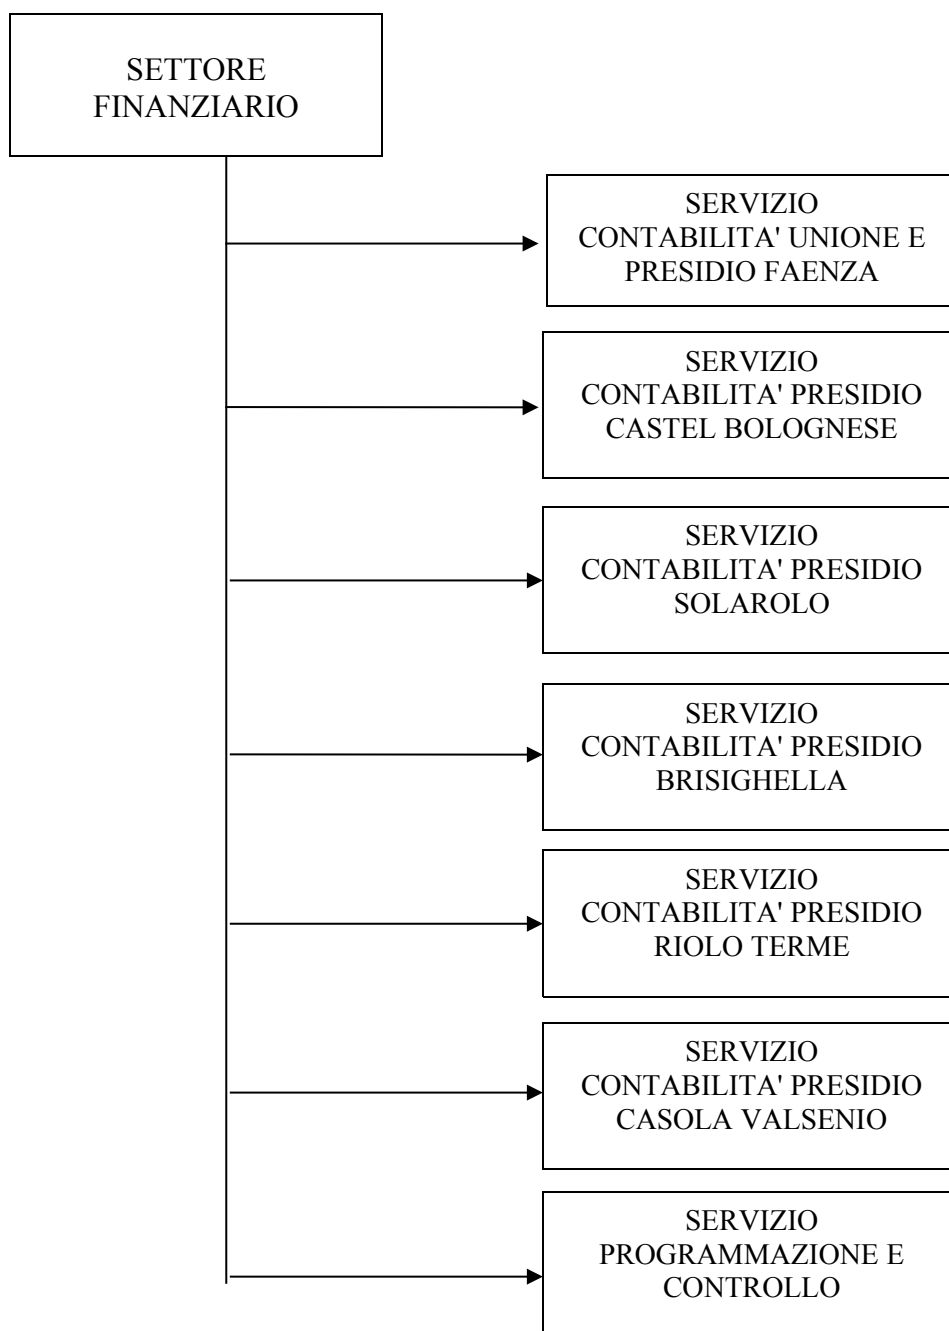 SETTORE
FINANZIARIO
SERVIZIO
CONTABILITA' UNIONE E
PRESIDIO FAENZA
SERVIZIO
CONTABILITA' PRESIDIO
CASTEL BOLOGNESE
SERVIZIO
CONTABILITA' PRESIDIO
SOLAROLO
SERVIZIO
CONTABILITA' PRESIDIO
BRISIGHELLA
SERVIZIO
CONTABILITA' PRESIDIO
RIOLO TERME
SERVIZIO
CONTABILITA' PRESIDIO
CASOLA VALSENIO
SERVIZIO
PROGRAMMAZIONE E
CONTROLLO